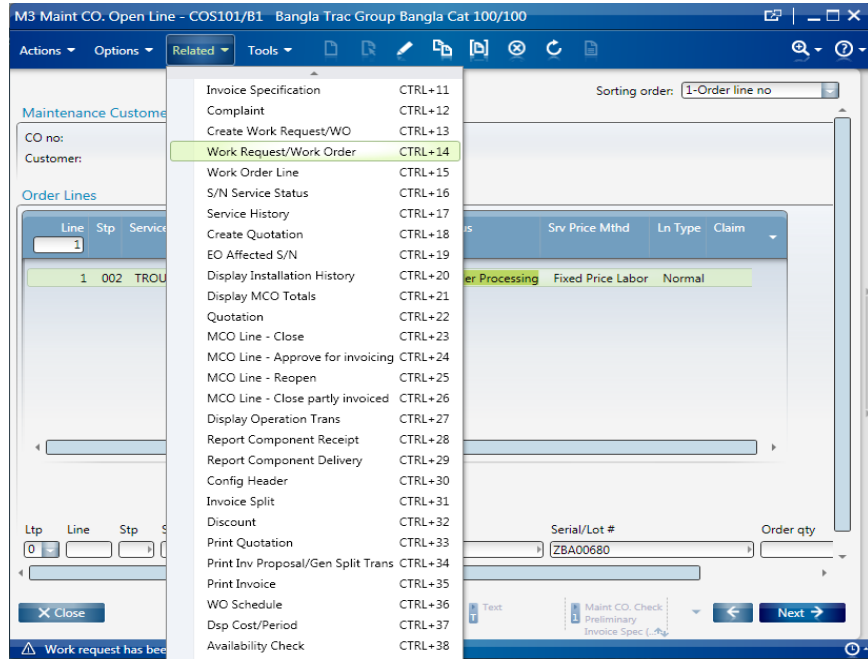 M3 Maint CO. Open Line - COS101/B1 Bangla Trac Group Bangla Cat 100/100
Actions Options Related Tools
Sorting order: 1-Order line no
Maintenance Custome
CO no:
Customer:
Order Lines
Line Stp Service us Srv Price Mthd Ln Type Claim
1
1 002 TROU er Processing Fixed Price Labor Normal
Invoice Specification CTRL+11
Complaint CTRL+12
Create Work Request/WO CTRL+13
Work Request/Work Order CTRL+14
Work Order Line CTRL+15
S/N Service Status CTRL+16
Service History CTRL+17
Create Quotation CTRL+18
EO Affected S/N CTRL+19
Display Installation History CTRL+20
Display MCO Totals CTRL+21
Quotation CTRL+22
MCO Line - Close CTRL+23
MCO Line - Approve for invoicing CTRL+24
MCO Line - Reopen CTRL+25
MCO Line - Close partly invoiced CTRL+26
Display Operation Trans CTRL+27
Report Component Receipt CTRL+28
Report Component Delivery CTRL+29
Config Header CTRL+30
Invoice Split CTRL+31
Discount CTRL+32
Print Quotation CTRL+33
Print Inv Proposal/Gen Split Trans CTRL+34
Print Invoice CTRL+35
WO Schedule CTRL+36
Dsp Cost/Period CTRL+37
Availability Check CTRL+38
Ltp Line Stp S Serial/Lot # Order qty
0 ZBA00680
Close T Text 1 Maint CO. Check Next
Preliminary
Invoice Spec (...
Work request has bee